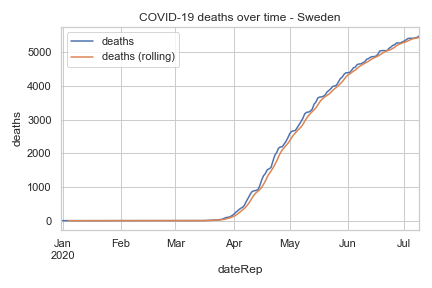 COVID-19 deaths over time - Sweden
deaths
deaths (rolling)
5000
4000
3000
2000
1000
0
deaths
Jan Feb Mar Apr May Jun Jul
2020
dateRep